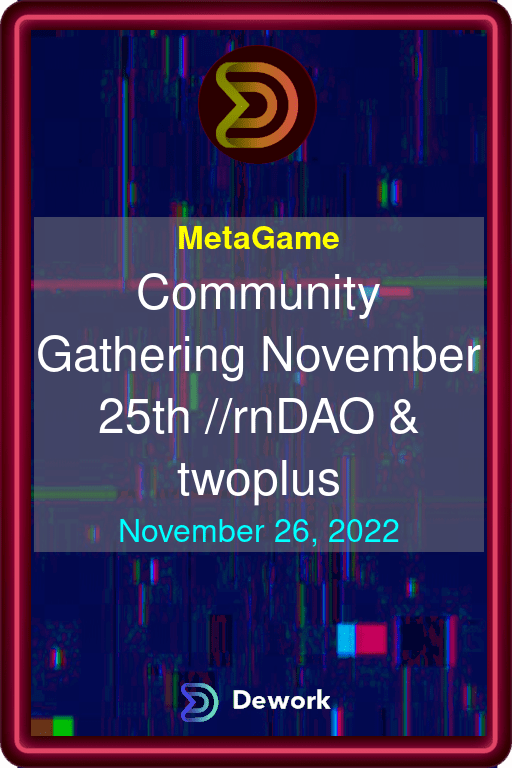 MetaGame
Community
Gathering November
25th //rnDAO &
twoplus
November 26, 2022
Dework